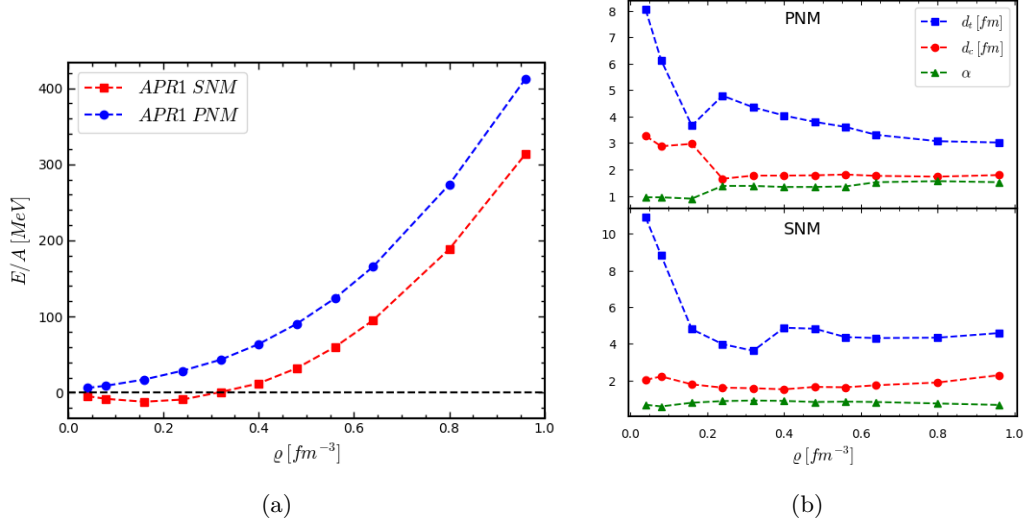 APR1 SNM
APR1 PNM
E/A [MeV]
400
300
200
100
0
0.0 0.2 0.4 0.6 0.8 1.0
ϱ [fm⁻³]
(a)
PNM
d_t [fm]
d_c [fm]
α
8
7
6
5
4
3
2
1
SNM
10
8
6
4
2
0.0 0.2 0.4 0.6 0.8 1.0
ϱ [fm⁻³]
(b)